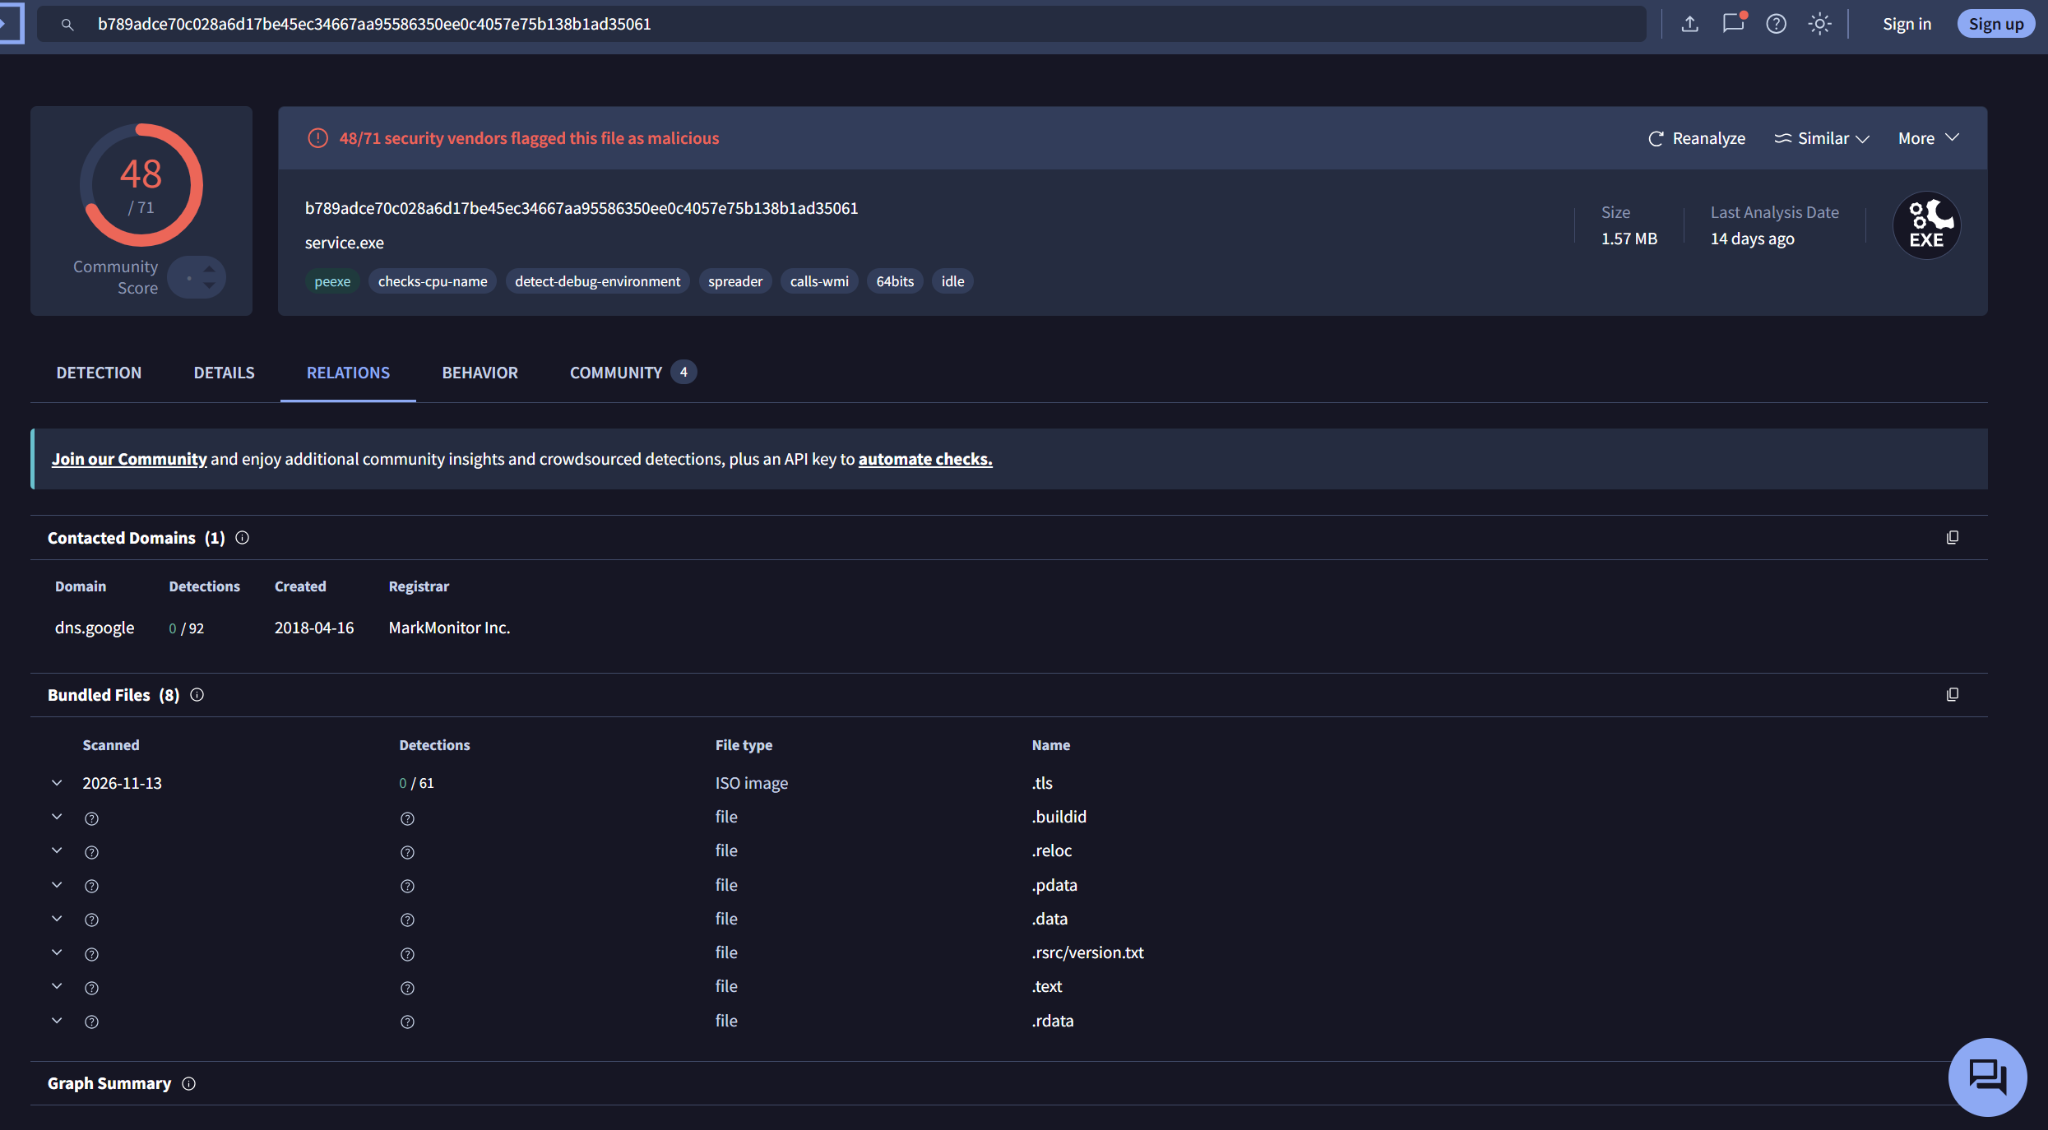 b789adce70c028a6d17be45ec34667aa95586350ee0c4057e75b138b1ad35061
Sign in
Sign up
48
/ 71
Community
Score
48/71 security vendors flagged this file as malicious
Reanalyze
Similar
More
b789adce70c028a6d17be45ec34667aa95586350ee0c4057e75b138b1ad35061
service.exe
peexe
checks-cpu-name
detect-debug-environment
spreader
calls-wmi
64bits
idle
Size
1.57 MB
Last Analysis Date
14 days ago
EXE
DETECTION
DETAILS
RELATIONS
BEHAVIOR
COMMUNITY 4
Join our Community and enjoy additional community insights and crowdsourced detections, plus an API key to automate checks.
Contacted Domains (1)
Domain Detections Created Registrar
dns.google 0 / 92 2018-04-16 MarkMonitor Inc.
Bundled Files (8)
Scanned Detections File type Name
2026-11-13 0 / 61 ISO image .tls
? ? file .buildid
? ? file .reloc
? ? file .pdata
? ? file .data
? ? file .rsrc/version.txt
? ? file .text
? ? file .rdata
Graph Summary